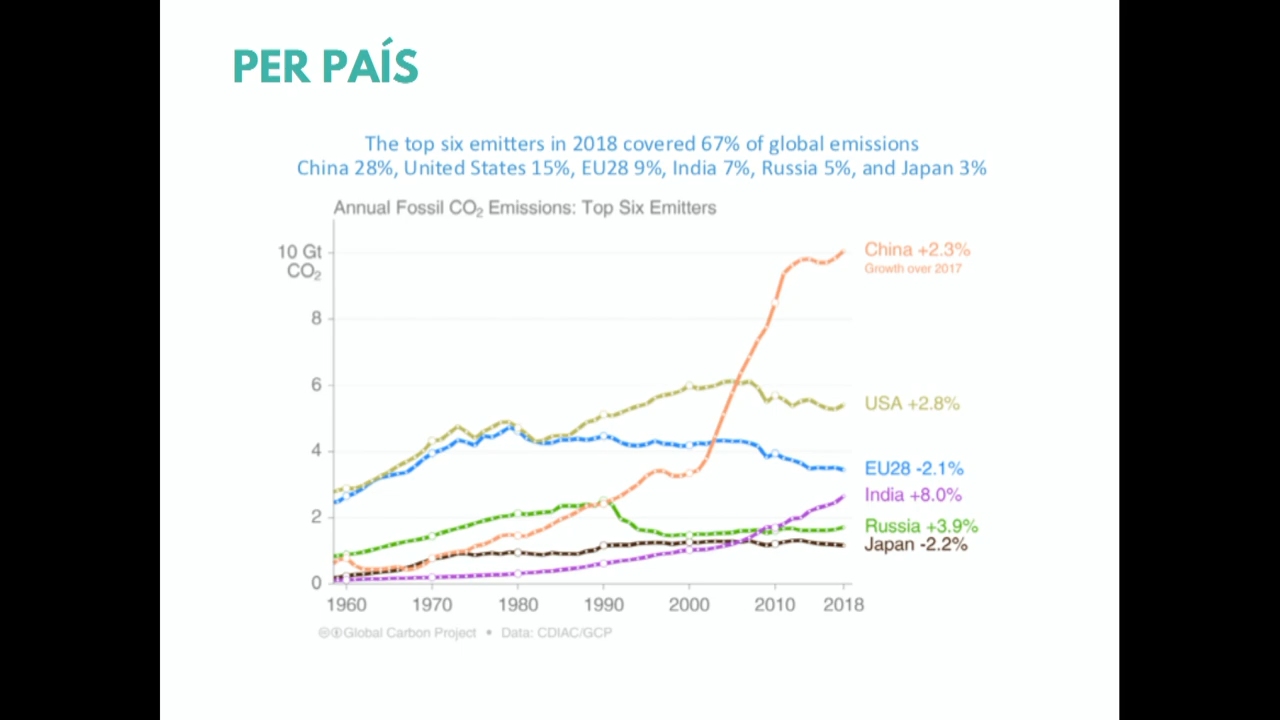 PER PAÍS
The top six emitters in 2018 covered 67% of global emissions
China 28%, United States 15%, EU28 9%, India 7%, Russia 5%, and Japan 3%
Annual Fossil CO₂ Emissions: Top Six Emitters
10 Gt
CO₂
8
6
4
2
0
China +2.3%
Growth over 2017
USA +2.8%
EU28 -2.1%
India +8.0%
Russia +3.9%
Japan -2.2%
1960 1970 1980 1990 2000 2010 2018
Global Carbon Project • Data: CDIAC/GCP